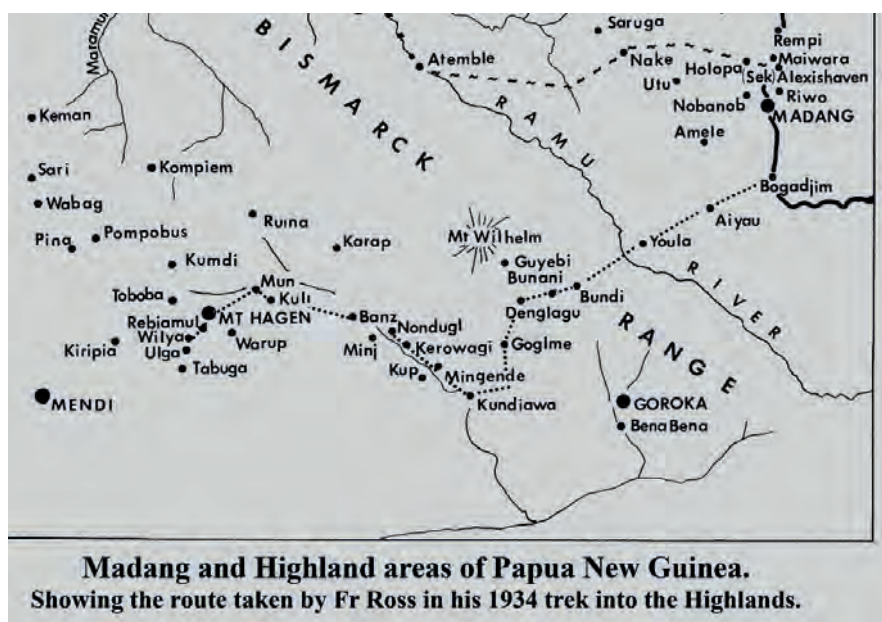 Saruga
Rempi
Maramuni
BISMARCK
Atemble
Nake
Holopa
Maiwara
(Sek) Alexishaven
Utu
Riwo
Keman
RAMU
Nobanob
MADANG
Amele
Sari
Kompiem
Bogadjim
Wabag
Ruina
Aiyau
Pompobus
Karap
Mt Wilhelm
Youla
Pina
Kumdi
Guyebi
Bunani
RIVER
Mun
Bundi
Toboba
Kuli
Denglagu
MT HAGEN
Banz
RANGE
Rebiamul
Nondugl
Wilya
Warup
Minj
Kerowagi
Goglme
Kiripia
Ulga
Tabuga
Kup
Mingende
MENDI
Kundiawa
GOROKA
Bena Bena
Madang and Highland areas of Papua New Guinea.
Showing the route taken by Fr Ross in his 1934 trek into the Highlands.